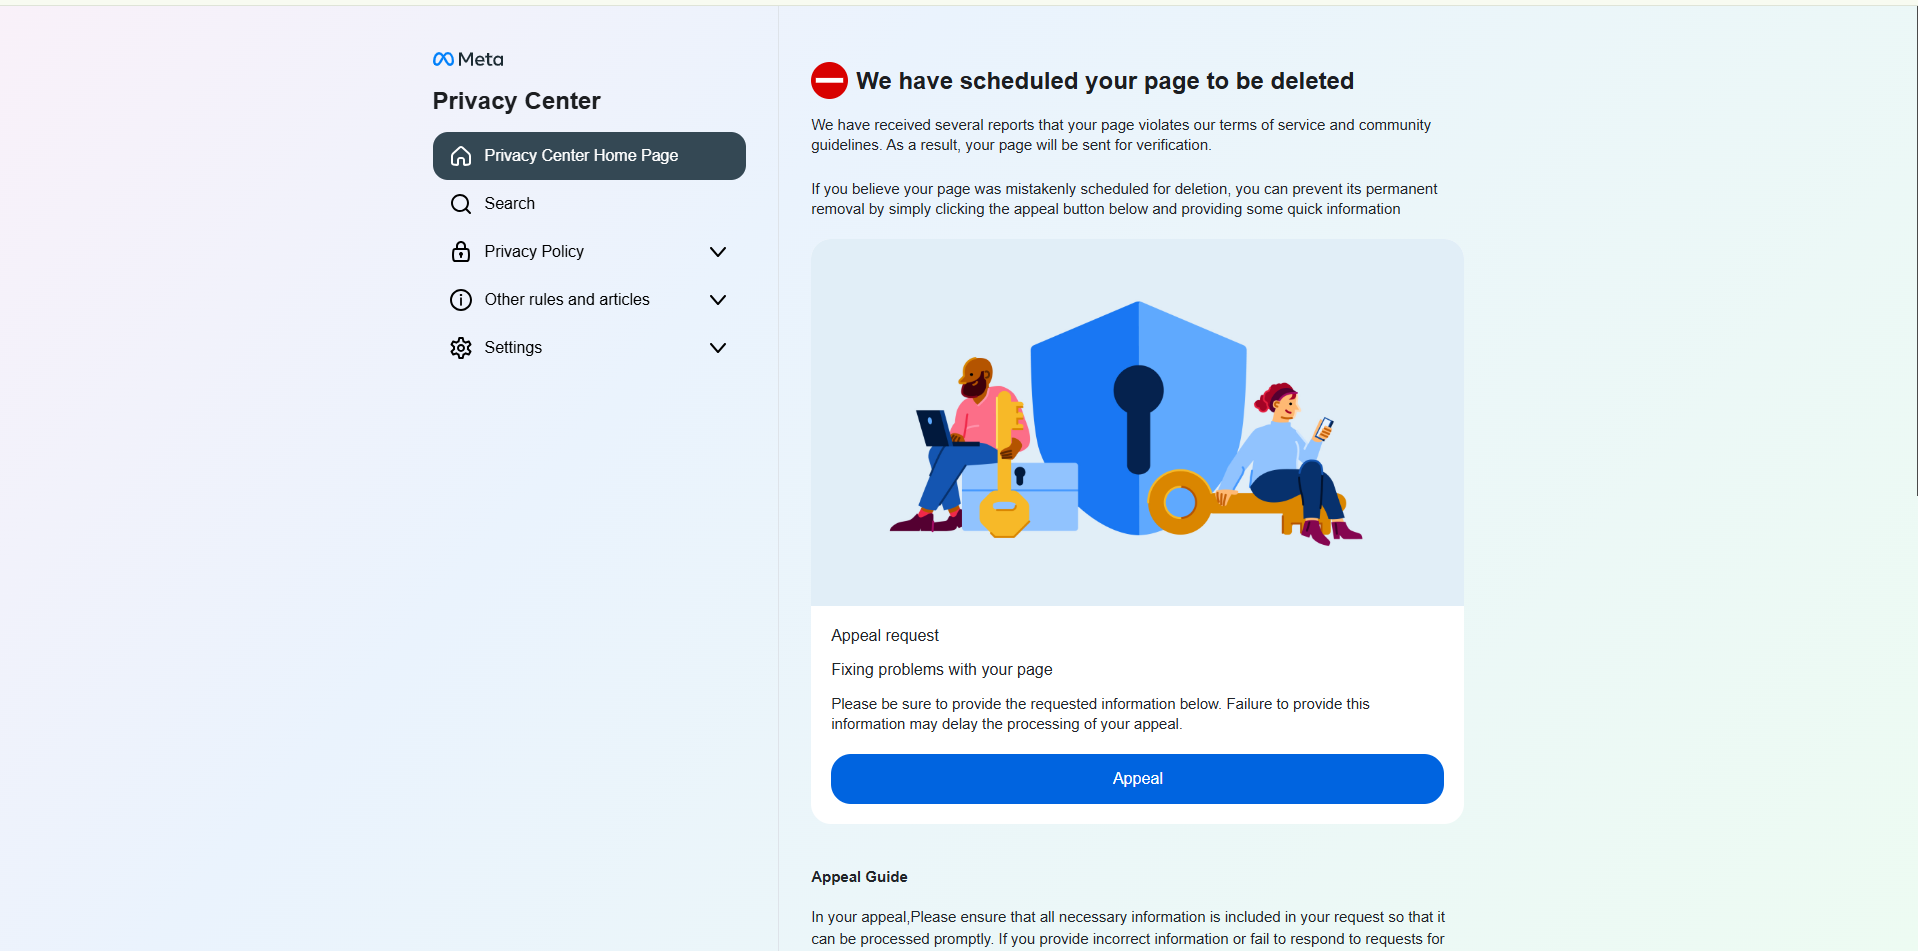 Meta
Privacy Center
Privacy Center Home Page
Search
Privacy Policy
Other rules and articles
Settings
We have scheduled your page to be deleted
We have received several reports that your page violates our terms of service and community
guidelines. As a result, your page will be sent for verification.
If you believe your page was mistakenly scheduled for deletion, you can prevent its permanent
removal by simply clicking the appeal button below and providing some quick information
Appeal request
Fixing problems with your page
Please be sure to provide the requested information below. Failure to provide this
information may delay the processing of your appeal.
Appeal
Appeal Guide
In your appeal,Please ensure that all necessary information is included in your request so that it
can be processed promptly. If you provide incorrect information or fail to respond to requests for